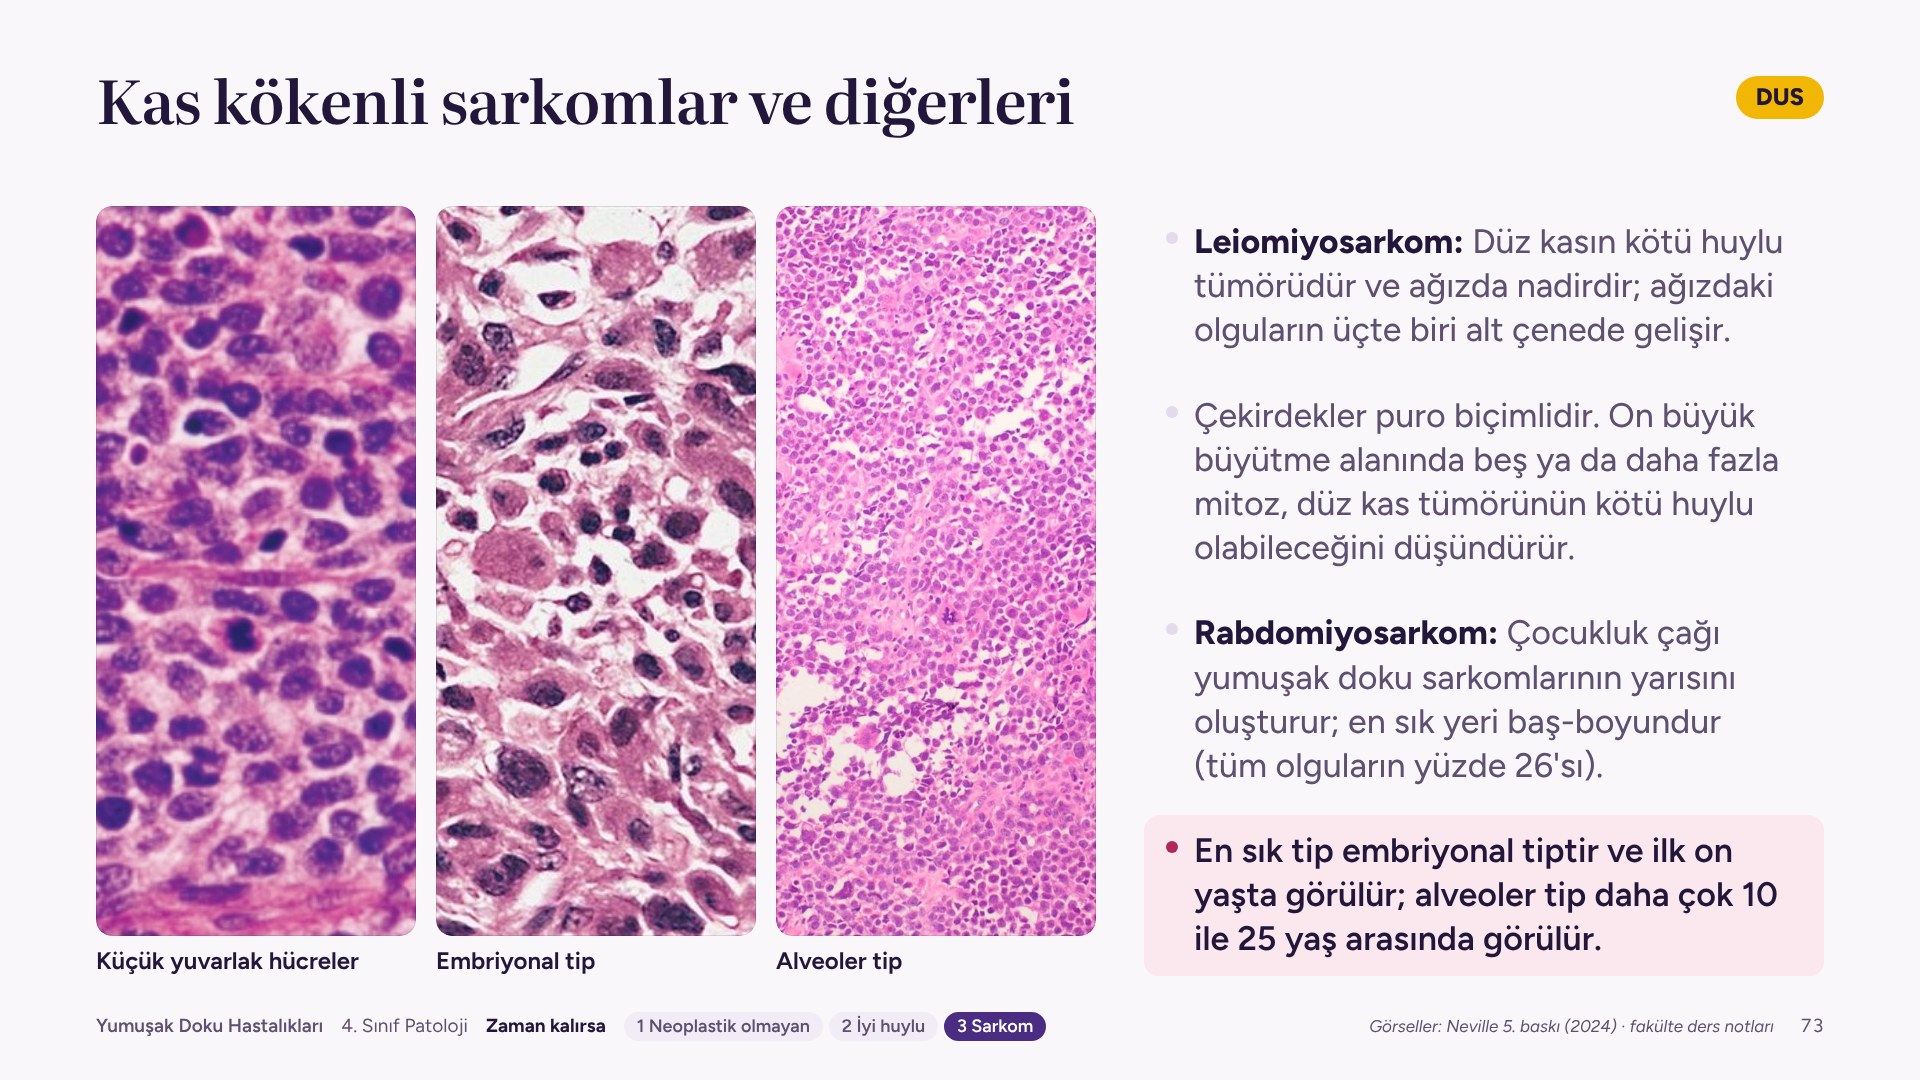 Kas kökenli sarkomlar ve diğerleri
DUS
Küçük yuvarlak hücreler
Embriyonal tip
Alveoler tip
Leiomiyosarkom: Düz kasın kötü huylu
tümörüdür ve ağızda nadirdir; ağızdaki
olguların üçte biri alt çenede gelişir.
Çekirdekler puro biçimlidir. On büyük
büyütme alanında beş ya da daha fazla
mitoz, düz kas tümörünün kötü huylu
olabileceğini düşündürür.
Rabdomiyosarkom: Çocukluk çağı
yumuşak doku sarkomlarının yarısını
oluşturur; en sık yeri baş-boyundur
(tüm olguların yüzde 26'sı).
En sık tip embriyonal tiptir ve ilk on
yaşta görülür; alveoler tip daha çok 10
ile 25 yaş arasında görülür.
Yumuşak Doku Hastalıkları 4. Sınıf Patoloji Zaman kalırsa 1 Neoplastik olmayan 2 İyi huylu 3 Sarkom
Görseller: Neville 5. baskı (2024) · fakülte ders notları 73